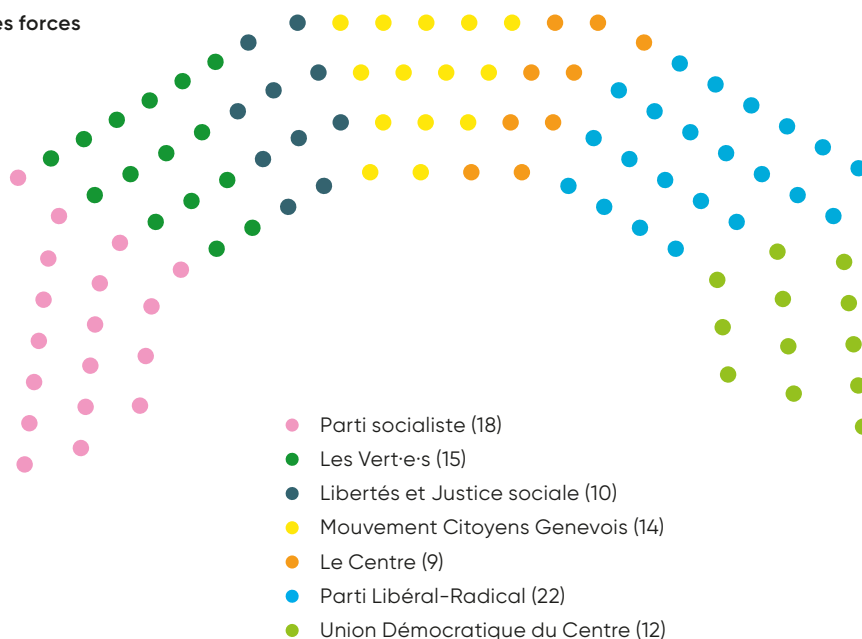 es forces
Parti socialiste (18)
Les Vert·e·s (15)
Libertés et Justice sociale (10)
Mouvement Citoyens Genevois (14)
Le Centre (9)
Parti Libéral-Radical (22)
Union Démocratique du Centre (12)